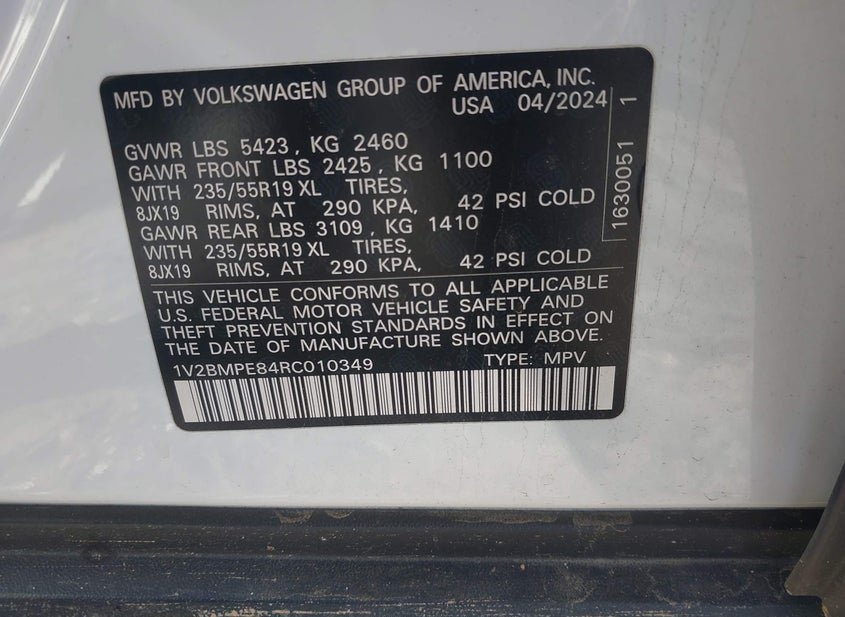 MFD BY VOLKSWAGEN GROUP OF AMERICA, INC.
USA 04/2024
GVWR LBS 5423, KG 2460
GAWR FRONT LBS 2425, KG 1100
WITH 235/55R19 XL TIRES,
8JX19 RIMS, AT 290 KPA, 42 PSI COLD
GAWR REAR LBS 3109, KG 1410
WITH 235/55R19 XL TIRES,
8JX19 RIMS, AT 290 KPA, 42 PSI COLD
1630051 1
THIS VEHICLE CONFORMS TO ALL APPLICABLE
U.S. FEDERAL MOTOR VEHICLE SAFETY AND
THEFT PREVENTION STANDARDS IN EFFECT ON
THE DATE OF MANUFACTURE SHOWN ABOVE.
1V2BMPE84RC010349 TYPE: MPV